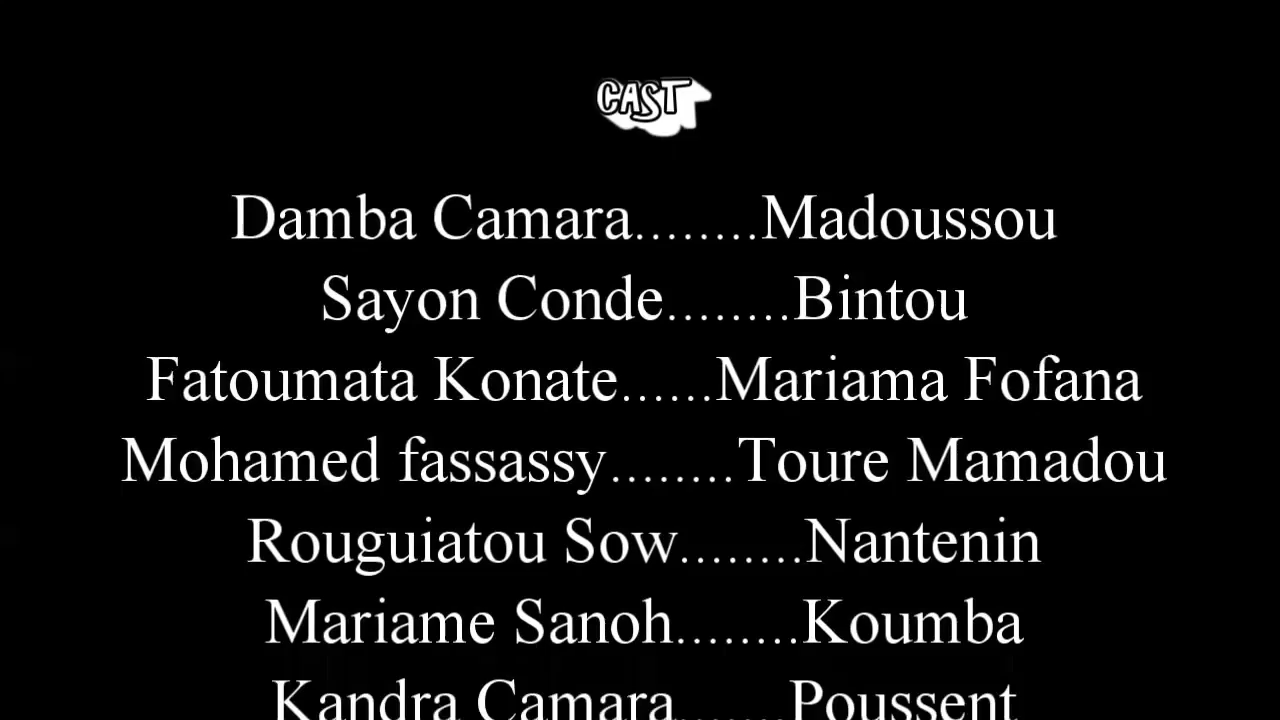 CAST
Damba Camara........Madoussou
Sayon Conde........Bintou
Fatoumata Konate......Mariama Fofana
Mohamed fassassy........Toure Mamadou
Rouguiatou Sow........Nantenin
Mariame Sanoh........Koumba
Kandra Camara........Poussent